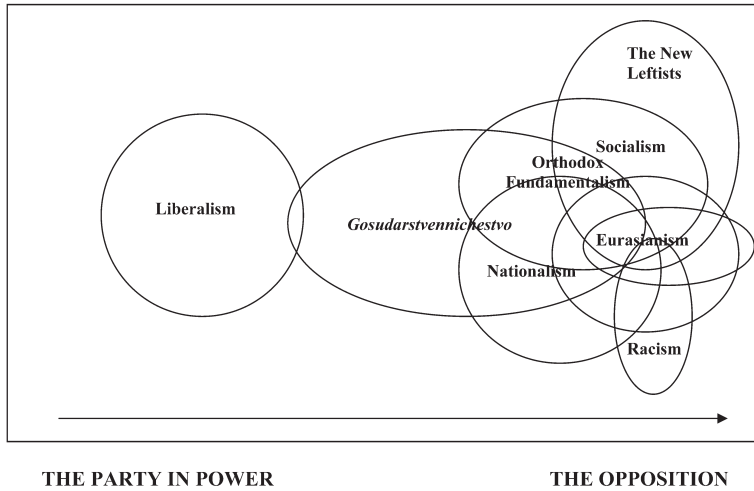 The New
Leftists
Socialism
Orthodox
Fundamentalism
Liberalism
Gosudarstvennichestvo
Eurasianism
Nationalism
Racism
THE PARTY IN POWER
THE OPPOSITION